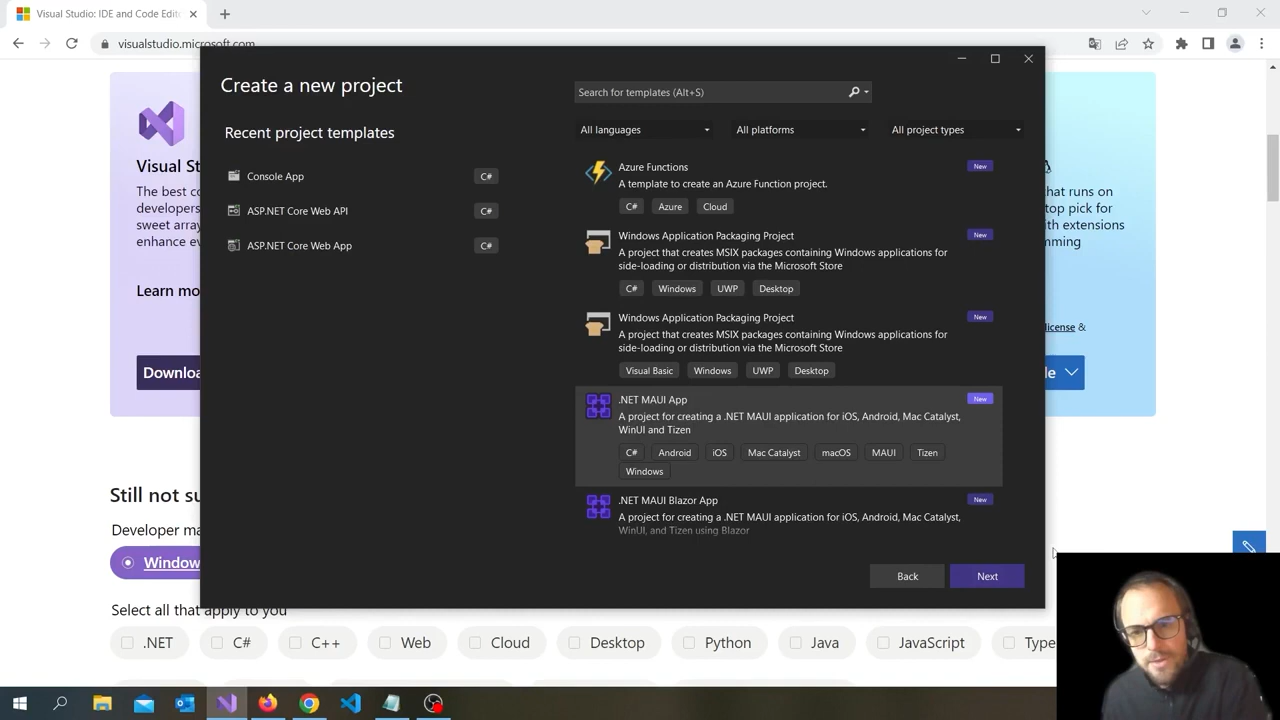 Visual Studio: IDE and Code Edit
visualstudio.microsoft.com
Create a new project
Recent project templates
Console App
C#
ASP.NET Core Web API
C#
ASP.NET Core Web App
C#
Search for templates (Alt+S)
All languages
All platforms
All project types
Azure Functions
New
A template to create an Azure Function project.
C#
Azure
Cloud
Windows Application Packaging Project
New
A project that creates MSIX packages containing Windows applications for
side-loading or distribution via the Microsoft Store
C#
Windows
UWP
Desktop
Windows Application Packaging Project
New
A project that creates MSIX packages containing Windows applications for
side-loading or distribution via the Microsoft Store
Visual Basic
Windows
UWP
Desktop
.NET MAUI App
New
A project for creating a .NET MAUI application for iOS, Android, Mac Catalyst,
WinUI and Tizen
C#
Android
iOS
Mac Catalyst
macOS
MAUI
Tizen
Windows
.NET MAUI Blazor App
New
A project for creating a .NET MAUI application for iOS, Android, Mac Catalyst,
WinUI, and Tizen using Blazor
Back
Next
Visual St
The best co
developers
sweet array
enhance ev
Learn mo
Downloa
that runs on
top pick for
with extensions
mming
license &
Still not su
Developer ma
Window
Select all that apply to you
.NET
C#
C++
Web
Cloud
Desktop
Python
Java
JavaScript
Type